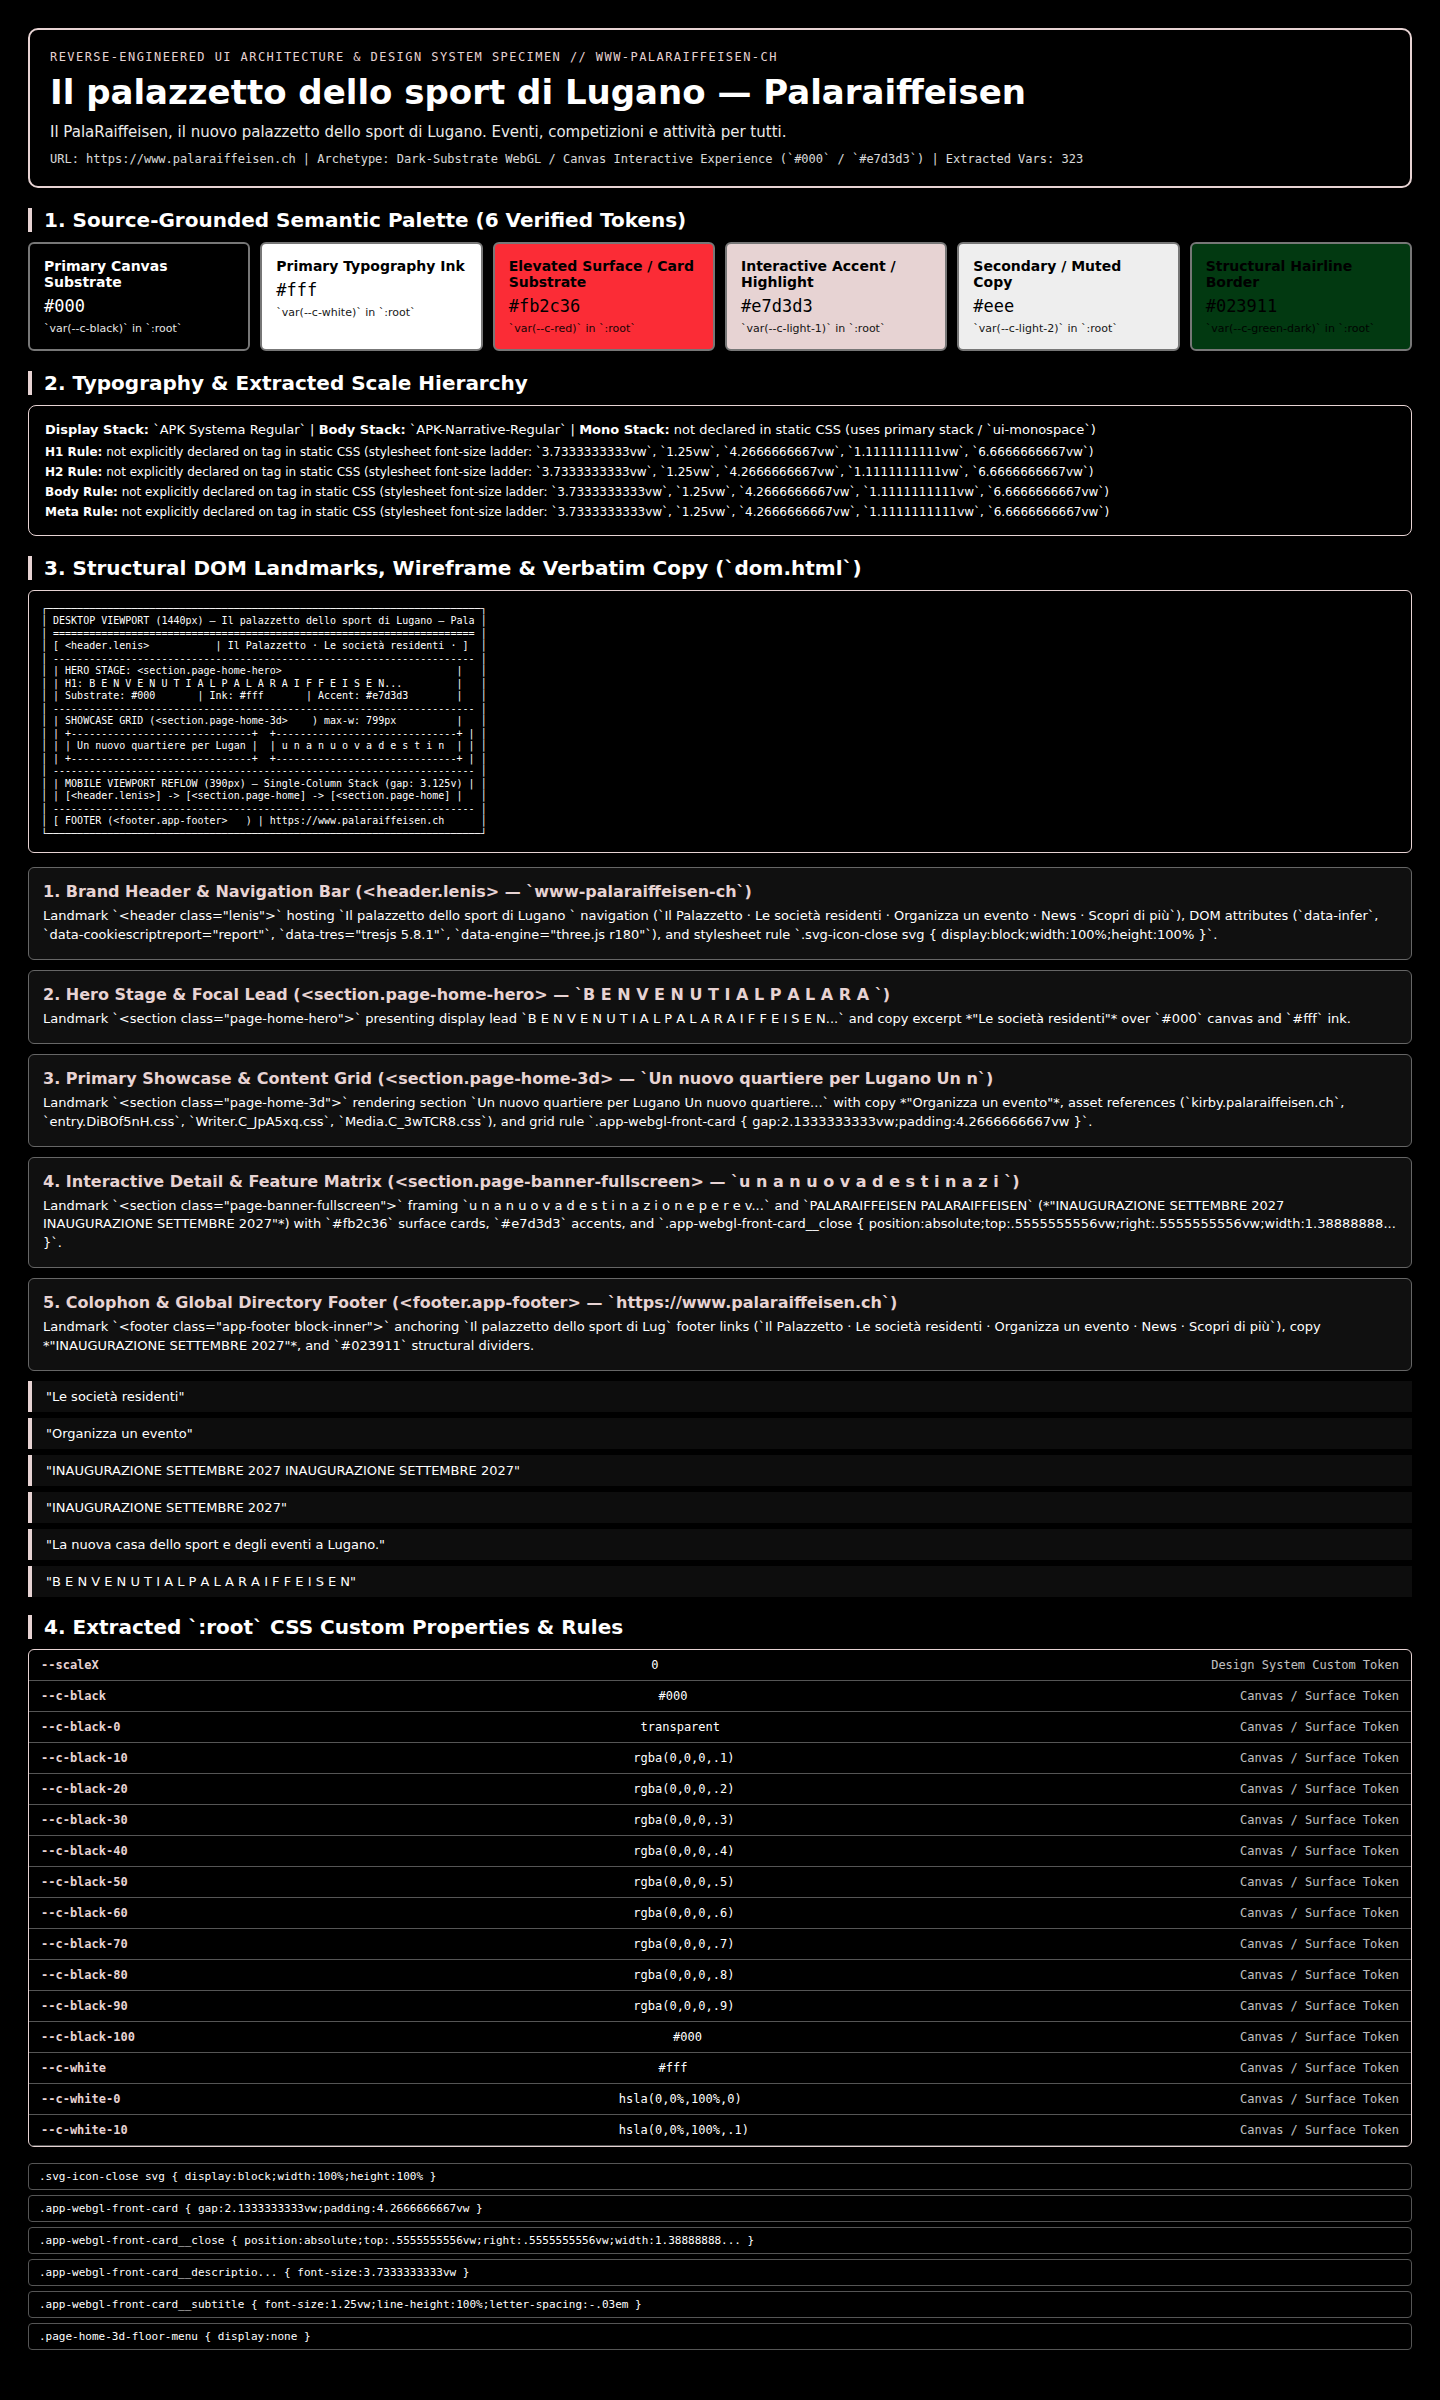 REVERSE-ENGINEERED UI ARCHITECTURE & DESIGN SYSTEM SPECIMEN // WWW-PALARAIFFEISEN-CH
Il palazzetto dello sport di Lugano — Palaraiffeisen
Il PalaRaiffeisen, il nuovo palazzetto dello sport di Lugano. Eventi, competizioni e attività per tutti.
URL: https://www.palaraiffeisen.ch | Archetype: Dark-Substrate WebGL / Canvas Interactive Experience (`#000` / `#e7d3d3`) | Extracted Vars: 323
1. Source-Grounded Semantic Palette (6 Verified Tokens)
Primary Canvas Substrate
#000
`var(--c-black)` in `:root`
Primary Typography Ink
#fff
`var(--c-white)` in `:root`
Elevated Surface / Card Substrate
#fb2c36
`var(--c-red)` in `:root`
Interactive Accent / Highlight
#e7d3d3
`var(--c-light-1)` in `:root`
Secondary / Muted Copy
#eee
`var(--c-light-2)` in `:root`
Structural Hairline Border
#023911
`var(--c-green-dark)` in `:root`
2. Typography & Extracted Scale Hierarchy
Display Stack: `APK Systema Regular` | Body Stack: `APK-Narrative-Regular` | Mono Stack: not declared in static CSS (uses primary stack / `ui-monospace`)
H1 Rule: not explicitly declared on tag in static CSS (stylesheet font-size ladder: `3.7333333333vw`, `1.25vw`, `4.2666666667vw`, `1.1111111111vw`, `6.6666666667vw`)
H2 Rule: not explicitly declared on tag in static CSS (stylesheet font-size ladder: `3.7333333333vw`, `1.25vw`, `4.2666666667vw`, `1.1111111111vw`, `6.6666666667vw`)
Body Rule: not explicitly declared on tag in static CSS (stylesheet font-size ladder: `3.7333333333vw`, `1.25vw`, `4.2666666667vw`, `1.1111111111vw`, `6.6666666667vw`)
Meta Rule: not explicitly declared on tag in static CSS (stylesheet font-size ladder: `3.7333333333vw`, `1.25vw`, `4.2666666667vw`, `1.1111111111vw`, `6.6666666667vw`)
3. Structural DOM Landmarks, Wireframe & Verbatim Copy (`dom.html`)
DESKTOP VIEWPORT (1440px) — Il palazzetto dello sport di Lugano — Pala
======================================================================
[ <header.lenis>           | Il Palazzetto · Le società residenti · ]
----------------------------------------------------------------------
| HERO STAGE: <section.page-home-hero>                             |
| H1: B E N V E N U T I A L P A L A R A I F F E I S E N...         |
| Substrate: #000       | Ink: #fff       | Accent: #e7d3d3        |
----------------------------------------------------------------------
| SHOWCASE GRID (<section.page-home-3d>    ) max-w: 799px          |
| +------------------------------+  +------------------------------+ |
| | Un nuovo quartiere per Lugan |  | u n a n u o v a d e s t i n  | |
| +------------------------------+  +------------------------------+ |
----------------------------------------------------------------------
| MOBILE VIEWPORT REFLOW (390px) — Single-Column Stack (gap: 3.125v) |
| [<header.lenis>] -> [<section.page-home] -> [<section.page-home] |
----------------------------------------------------------------------
[ FOOTER (<footer.app-footer>   ) | https://www.palaraiffeisen.ch
1. Brand Header & Navigation Bar (<header.lenis> — `www-palaraiffeisen-ch`)
Landmark `<header class="lenis">` hosting `Il palazzetto dello sport di Lugano ` navigation (`Il Palazzetto · Le società residenti · Organizza un evento · News · Scopri di più`), DOM attributes (`data-infer`,
`data-cookiescriptreport="report"`, `data-tres="tresjs 5.8.1"`, `data-engine="three.js r180"`), and stylesheet rule `.svg-icon-close svg { display:block;width:100%;height:100% }`.
2. Hero Stage & Focal Lead (<section.page-home-hero> — `B E N V E N U T I A L P A L A R A `)
Landmark `<section class="page-home-hero">` presenting display lead `B E N V E N U T I A L P A L A R A I F F E I S E N...` and copy excerpt *"Le società residenti"* over `#000` canvas and `#fff` ink.
3. Primary Showcase & Content Grid (<section.page-home-3d> — `Un nuovo quartiere per Lugano Un n`)
Landmark `<section class="page-home-3d">` rendering section `Un nuovo quartiere per Lugano Un nuovo quartiere...` with copy *"Organizza un evento"*, asset references (`kirby.palaraiffeisen.ch`,
`entry.DiBOf5nH.css`, `Writer.C_JpA5xq.css`, `Media.C_3wTCR8.css`), and grid rule `.app-webgl-front-card { gap:2.1333333333vw;padding:4.2666666667vw }`.
4. Interactive Detail & Feature Matrix (<section.page-banner-fullscreen> — `u n a n u o v a d e s t i n a z i `)
Landmark `<section class="page-banner-fullscreen">` framing `u n a n u o v a d e s t i n a z i o n e p e r e v...` and `PALARAIFFEISEN PALARAIFFEISEN` (*"INAUGURAZIONE SETTEMBRE 2027
INAUGURAZIONE SETTEMBRE 2027"*) with `#fb2c36` surface cards, `#e7d3d3` accents, and `.app-webgl-front-card__close { position:absolute;top:.5555555556vw;right:.5555555556vw;width:1.38888888...
}`.
5. Colophon & Global Directory Footer (<footer.app-footer> — `https://www.palaraiffeisen.ch`)
Landmark `<footer class="app-footer block-inner">` anchoring `Il palazzetto dello sport di Lug` footer links (`Il Palazzetto · Le società residenti · Organizza un evento · News · Scopri di più`), copy
*"INAUGURAZIONE SETTEMBRE 2027"*, and `#023911` structural dividers.
"Le società residenti"
"Organizza un evento"
"INAUGURAZIONE SETTEMBRE 2027 INAUGURAZIONE SETTEMBRE 2027"
"INAUGURAZIONE SETTEMBRE 2027"
"La nuova casa dello sport e degli eventi a Lugano."
"B E N V E N U T I A L P A L A R A I F F E I S E N"
4. Extracted `:root` CSS Custom Properties & Rules
--scaleX 0 Design System Custom Token
--c-black #000 Canvas / Surface Token
--c-black-0 transparent Canvas / Surface Token
--c-black-10 rgba(0,0,0,.1) Canvas / Surface Token
--c-black-20 rgba(0,0,0,.2) Canvas / Surface Token
--c-black-30 rgba(0,0,0,.3) Canvas / Surface Token
--c-black-40 rgba(0,0,0,.4) Canvas / Surface Token
--c-black-50 rgba(0,0,0,.5) Canvas / Surface Token
--c-black-60 rgba(0,0,0,.6) Canvas / Surface Token
--c-black-70 rgba(0,0,0,.7) Canvas / Surface Token
--c-black-80 rgba(0,0,0,.8) Canvas / Surface Token
--c-black-90 rgba(0,0,0,.9) Canvas / Surface Token
--c-black-100 #000 Canvas / Surface Token
--c-white #fff Canvas / Surface Token
--c-white-0 hsla(0,0%,100%,0) Canvas / Surface Token
--c-white-10 hsla(0,0%,100%,.1) Canvas / Surface Token
.svg-icon-close svg { display:block;width:100%;height:100% }
.app-webgl-front-card { gap:2.1333333333vw;padding:4.2666666667vw }
.app-webgl-front-card__close { position:absolute;top:.5555555556vw;right:.5555555556vw;width:1.38888888... }
.app-webgl-front-card__descriptio... { font-size:3.7333333333vw }
.app-webgl-front-card__subtitle { font-size:1.25vw;line-height:100%;letter-spacing:-.03em }
.page-home-3d-floor-menu { display:none }